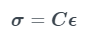 σ = Cϵ